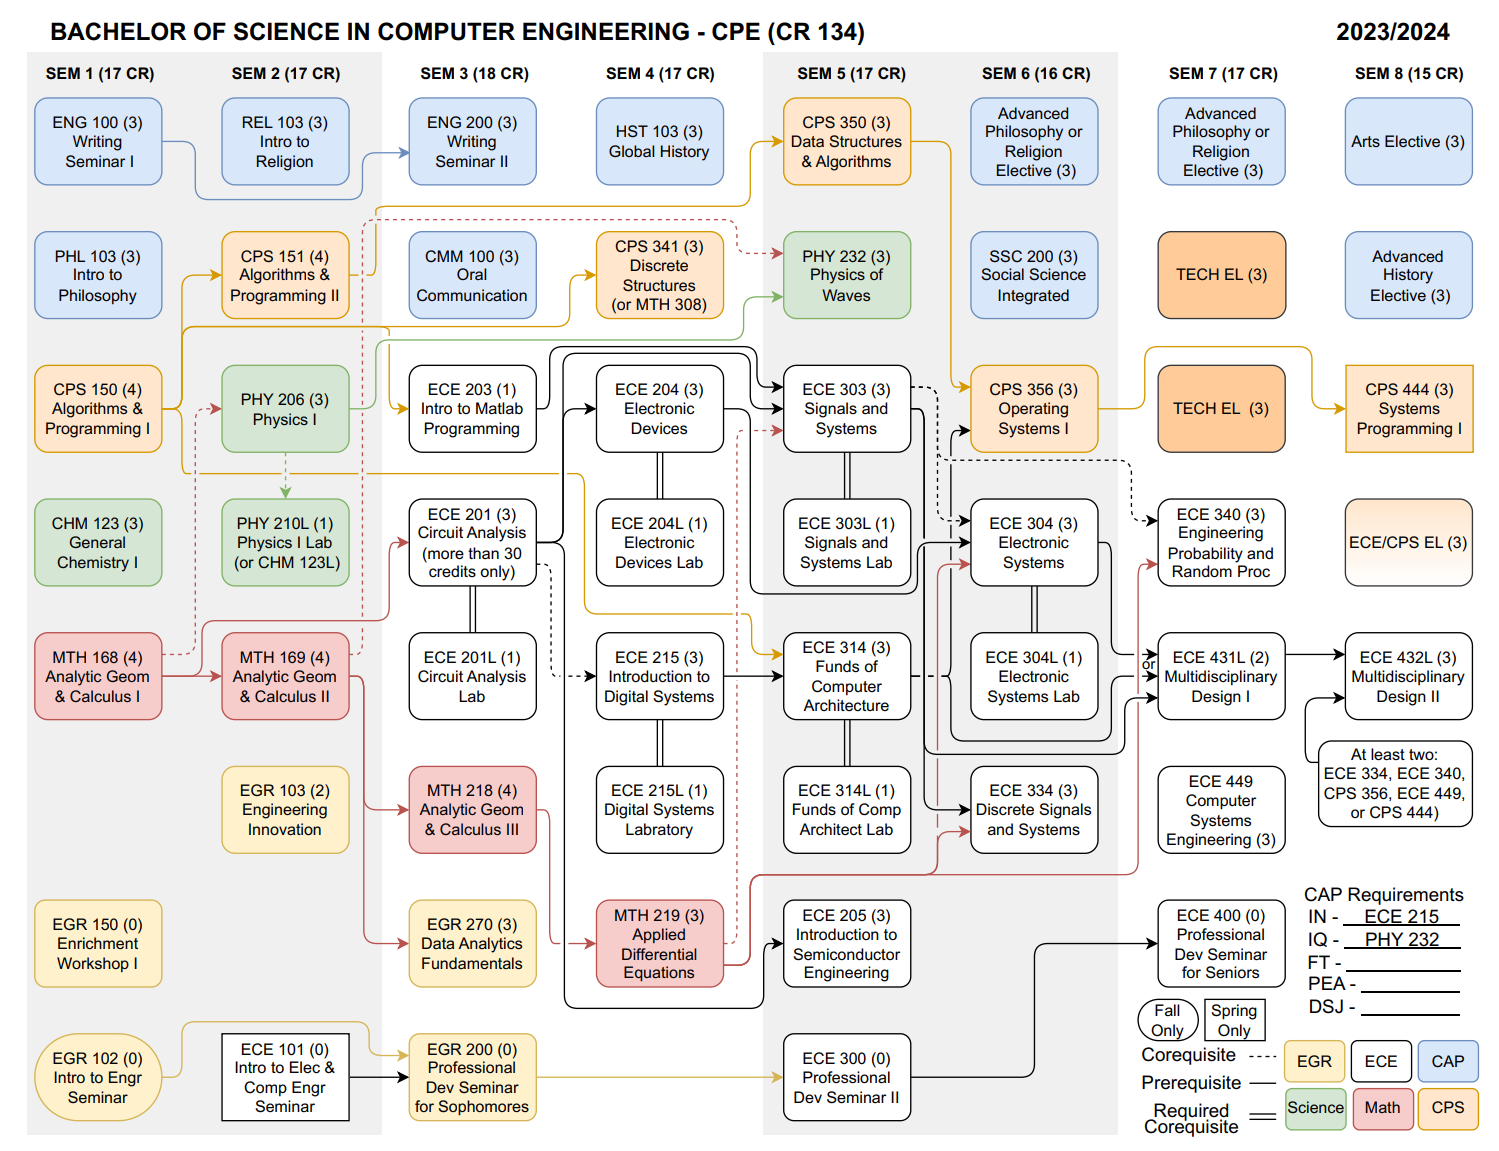 BACHELOR OF SCIENCE IN COMPUTER ENGINEERING - CPE (CR 134)
2023/2024
SEM 1 (17 CR)
SEM 2 (17 CR)
SEM 3 (18 CR)
SEM 4 (17 CR)
SEM 5 (17 CR)
SEM 6 (16 CR)
SEM 7 (17 CR)
SEM 8 (15 CR)
ENG 100 (3)
Writing
Seminar I
REL 103 (3)
Intro to
Religion
ENG 200 (3)
Writing
Seminar II
HST 103 (3)
Global History
CPS 350 (3)
Data Structures
& Algorithms
Advanced
Philosophy or
Religion
Elective (3)
Advanced
Philosophy or
Religion
Elective (3)
Arts Elective (3)
PHL 103 (3)
Intro to
Philosophy
CPS 151 (4)
Algorithms &
Programming II
CMM 100 (3)
Oral
Communication
CPS 341 (3)
Discrete
Structures
(or MTH 308)
PHY 232 (3)
Physics of
Waves
SSC 200 (3)
Social Science
Integrated
TECH EL (3)
Advanced
History
Elective (3)
CPS 150 (4)
Algorithms &
Programming I
PHY 206 (3)
Physics I
ECE 203 (1)
Intro to Matlab
Programming
ECE 204 (3)
Electronic
Devices
ECE 303 (3)
Signals and
Systems
CPS 356 (3)
Operating
Systems I
TECH EL (3)
CPS 444 (3)
Systems
Programming I
CHM 123 (3)
General
Chemistry I
PHY 210L (1)
Physics I Lab
(or CHM 123L)
ECE 201 (3)
Circuit Analysis
(more than 30
credits only)
ECE 204L (1)
Electronic
Devices Lab
ECE 303L (1)
Signals and
Systems Lab
ECE 304 (3)
Electronic
Systems
ECE 340 (3)
Engineering
Probability and
Random Proc
ECE/CPS EL (3)
MTH 168 (4)
Analytic Geom
& Calculus I
MTH 169 (4)
Analytic Geom
& Calculus II
ECE 201L (1)
Circuit Analysis
Lab
ECE 215 (3)
Introduction to
Digital Systems
ECE 314 (3)
Funds of
Computer
Architecture
ECE 304L (1)
Electronic
Systems Lab
or
ECE 431L (2)
Multidisciplinary
Design I
ECE 432L (3)
Multidisciplinary
Design II
EGR 103 (2)
Engineering
Innovation
MTH 218 (4)
Analytic Geom
& Calculus III
ECE 215L (1)
Digital Systems
Labratory
ECE 314L (1)
Funds of Comp
Architect Lab
ECE 334 (3)
Discrete Signals
and Systems
ECE 449
Computer
Systems
Engineering (3)
At least two:
ECE 334, ECE 340,
CPS 356, ECE 449,
or CPS 444)
EGR 150 (0)
Enrichment
Workshop I
EGR 270 (3)
Data Analytics
Fundamentals
MTH 219 (3)
Applied
Differential
Equations
ECE 205 (3)
Introduction to
Semiconductor
Engineering
ECE 400 (0)
Professional
Dev Seminar
for Seniors
CAP Requirements
IN - ECE 215
IQ - PHY 232
FT -
PEA -
DSJ -
EGR 102 (0)
Intro to Engr
Seminar
ECE 101 (0)
Intro to Elec &
Comp Engr
Seminar
EGR 200 (0)
Professional
Dev Seminar
for Sophomores
ECE 300 (0)
Professional
Dev Seminar II
Fall
Only
Spring
Only
Corequisite
Prerequisite
Required
Corequisite
EGR
ECE
CAP
Science
Math
CPS